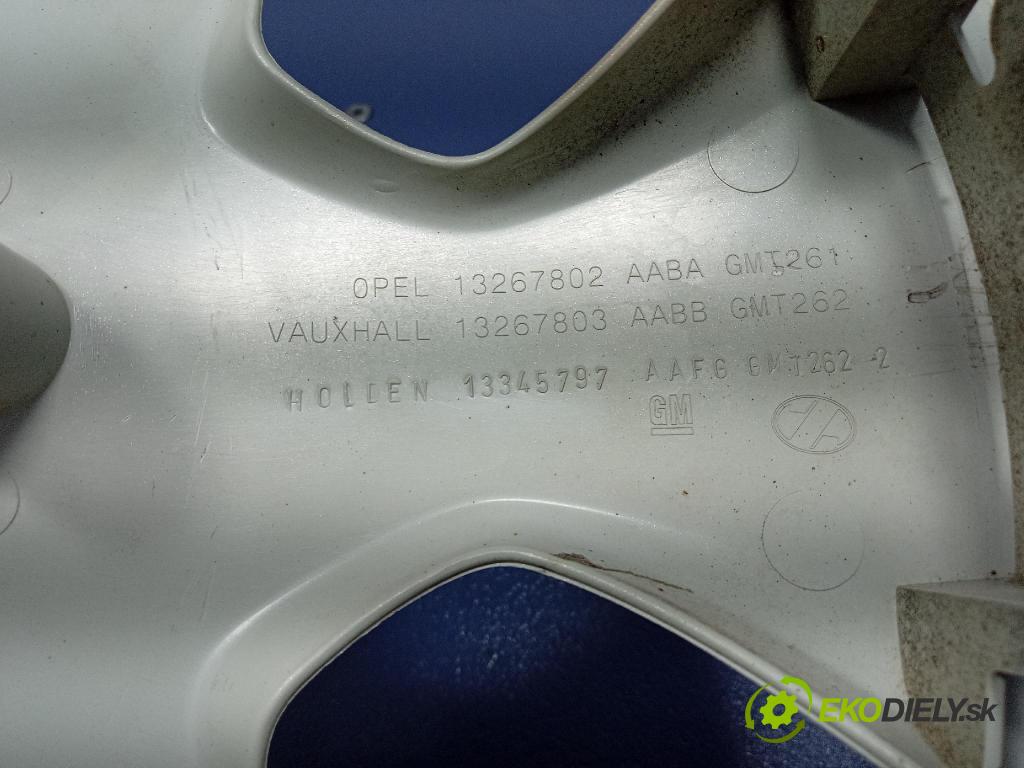 OPEL 13267802 AABA GMT261
VAUXHALL 13267803 AABB GMT262
HOLDEN 13345797 AAFG GMT262-2
GM
EKODIELY.sk